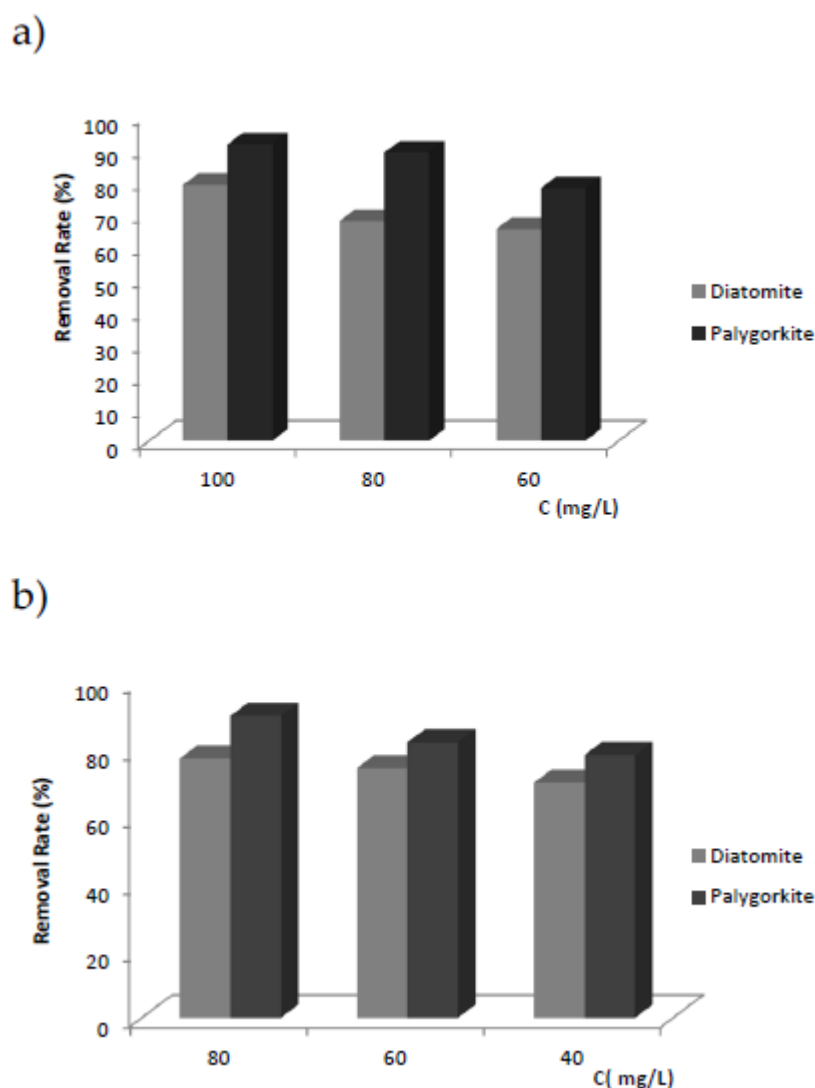 a)
100
90
80
70
60
50
40
30
20
10
0
Removal Rate (%)
100 80 60
C (mg/L)
Diatomite
Palygorkite
b)
100
80
60
40
20
0
Removal Rate (%)
80 60 40
C( mg/L)
Diatomite
Palygorkite